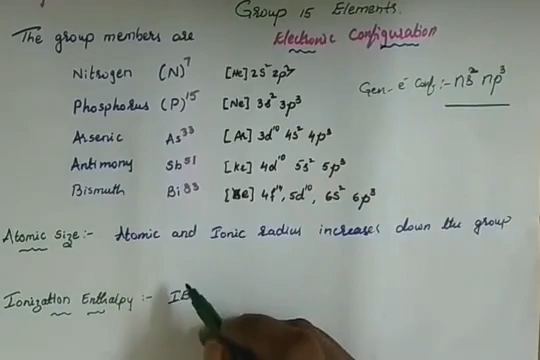 Group 15 Elements.
The group members are Electronic Configuration
Nitrogen (N)⁷ [He] 2s² 2p³ Gen- e⁻ Conf:- ns² np³
Phosphorus (P)¹⁵ [Ne] 3s² 3p³
Arsenic As³³ [Ar] 3d¹⁰ 4s² 4p³
Antimony Sb⁵¹ [Kr] 4d¹⁰ 5s² 5p³
Bismuth Bi⁸³ 4f¹⁴, 5d¹⁰, 6s² 6p³
Atomic Size:- Atomic and Ionic radius increases down the group
Ionization Enthalpy:- IE